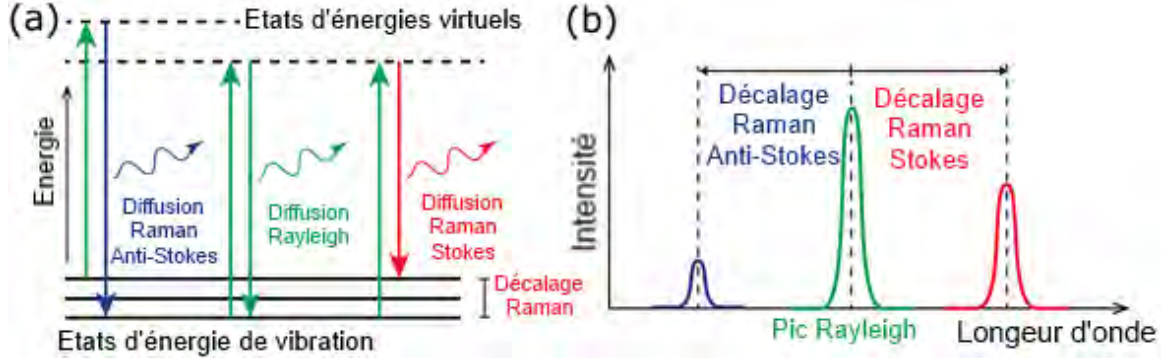 (a)
Etats d'énergies virtuels
Energie
Diffusion
Raman
Anti-Stokes
Diffusion
Rayleigh
Diffusion
Raman
Stokes
Décalage
Raman
Etats d'énergie de vibration
(b)
Intensité
Décalage
Raman
Anti-Stokes
Décalage
Raman
Stokes
Pic Rayleigh
Longeur d'onde